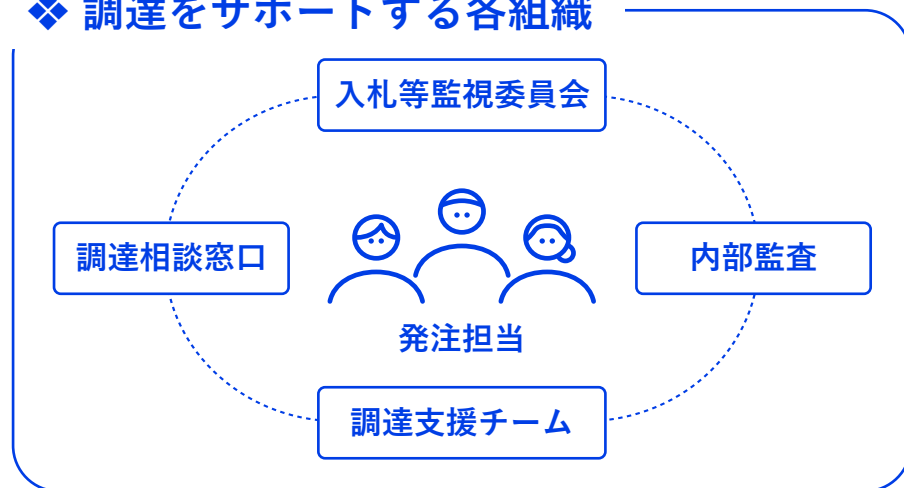 ❖ 調達をサポートする各組織
入札等監視委員会
調達相談窓口
内部監査
発注担当
調達支援チーム